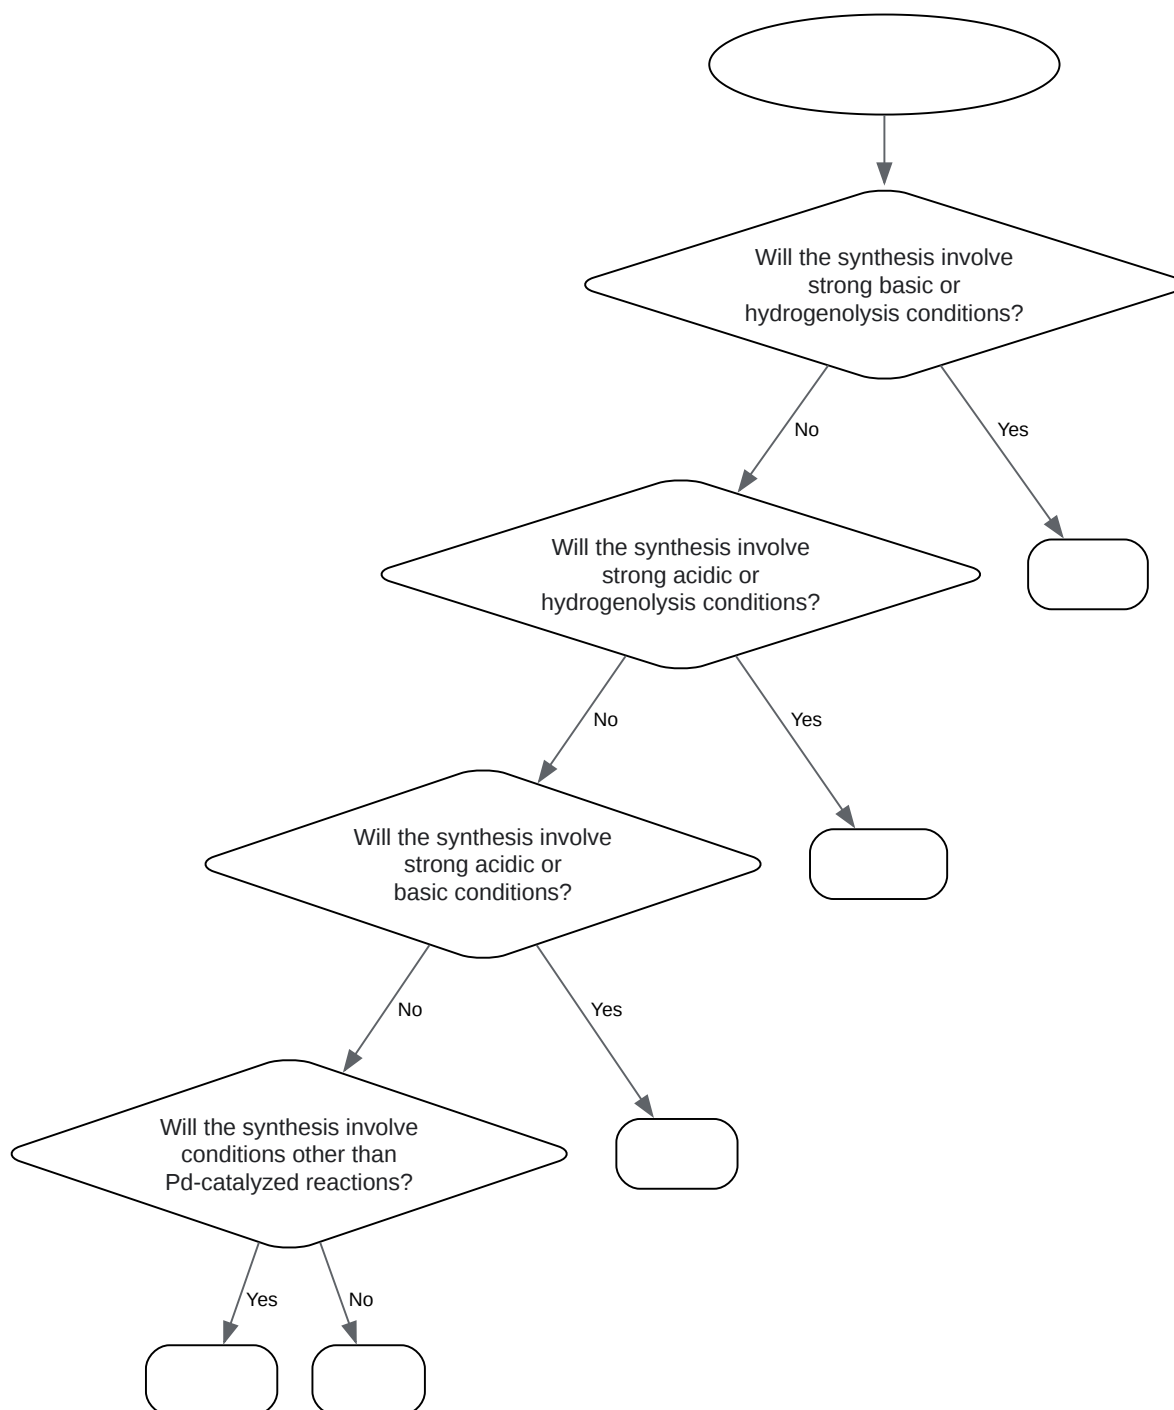 Will the synthesis involve
strong basic or
hydrogenolysis conditions?
No
Yes
Will the synthesis involve
strong acidic or
hydrogenolysis conditions?
No
Yes
Will the synthesis involve
strong acidic or
basic conditions?
No
Yes
Will the synthesis involve
conditions other than
Pd-catalyzed reactions?
Yes
No